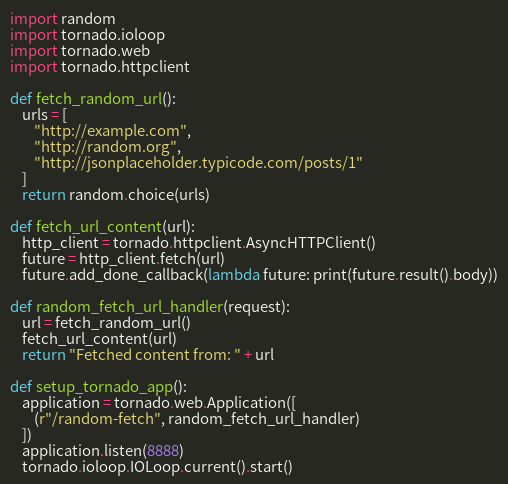 import random
import tornado.ioloop
import tornado.web
import tornado.httpclient

def fetch_random_url():
    urls = [
        "http://example.com",
        "http://random.org",
        "http://jsonplaceholder.typicode.com/posts/1"
    ]
    return random.choice(urls)

def fetch_url_content(url):
    http_client = tornado.httpclient.AsyncHTTPClient()
    future = http_client.fetch(url)
    future.add_done_callback(lambda future: print(future.result().body))

def random_fetch_url_handler(request):
    url = fetch_random_url()
    fetch_url_content(url)
    return "Fetched content from: " + url

def setup_tornado_app():
    application = tornado.web.Application([
        (r"/random-fetch", random_fetch_url_handler)
    ])
    application.listen(8888)
    tornado.ioloop.IOLoop.current().start()